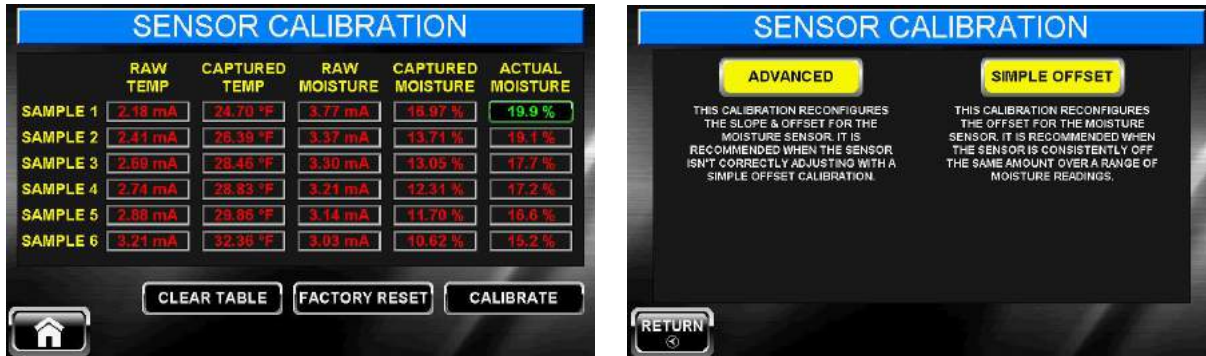 SENSOR CALIBRATION
RAW TEMP CAPTURED TEMP RAW MOISTURE CAPTURED MOISTURE ACTUAL MOISTURE
SAMPLE 1 2.18 mA 24.70 °F 3.77 mA 16.97 % 19.9 %
SAMPLE 2 2.41 mA 26.39 °F 3.37 mA 13.71 % 19.1 %
SAMPLE 3 2.69 mA 28.46 °F 3.30 mA 13.05 % 17.7 %
SAMPLE 4 2.74 mA 28.83 °F 3.21 mA 12.31 % 17.2 %
SAMPLE 5 2.88 mA 29.86 °F 3.14 mA 11.70 % 16.6 %
SAMPLE 6 3.21 mA 32.36 °F 3.03 mA 10.62 % 15.2 %
CLEAR TABLE FACTORY RESET CALIBRATE
SENSOR CALIBRATION
ADVANCED
THIS CALIBRATION RECONFIGURES
THE SLOPE & OFFSET FOR THE
MOISTURE SENSOR. IT IS
RECOMMENDED WHEN THE SENSOR
ISN'T CORRECTLY ADJUSTING WITH A
SIMPLE OFFSET CALIBRATION.
SIMPLE OFFSET
THIS CALIBRATION RECONFIGURES
THE OFFSET FOR THE MOISTURE
SENSOR. IT IS RECOMMENDED WHEN
THE SENSOR IS CONSISTENTLY OFF
THE SAME AMOUNT OVER A RANGE OF
MOISTURE READINGS.
RETURN